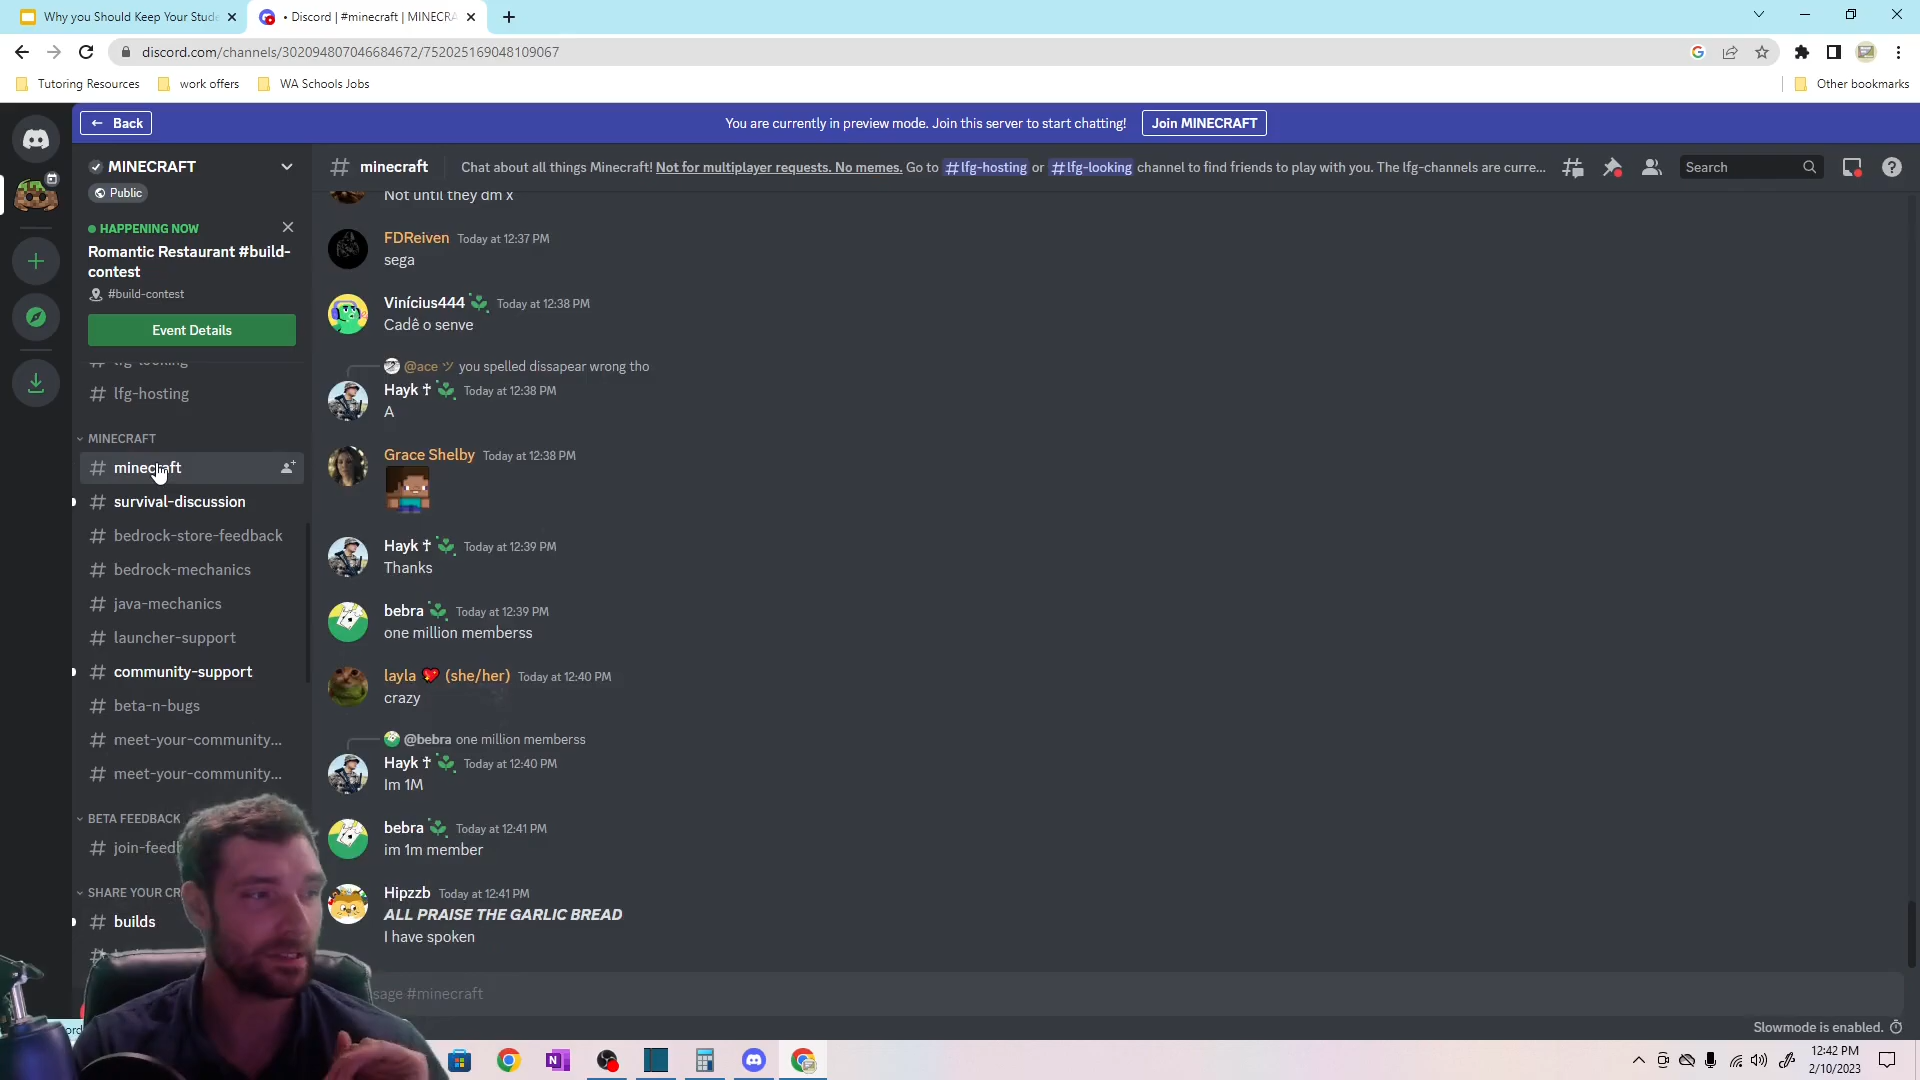 Why you Should Keep Your Stude
• Discord | #minecraft | MINECRA
discord.com/channels/302094807046684672/752025169048109067
Tutoring Resources
work offers
WA Schools Jobs
Other bookmarks
← Back
You are currently in preview mode. Join this server to start chatting!
Join MINECRAFT
MINECRAFT
Public
# minecraft
Chat about all things Minecraft! Not for multiplayer requests. No memes. Go to #lfg-hosting or #lfg-looking channel to find friends to play with you. The lfg-channels are curre...
Search
HAPPENING NOW
Romantic Restaurant #build-
contest
#build-contest
Event Details
lfg-looking
# lfg-hosting
MINECRAFT
# minecraft
# survival-discussion
# bedrock-store-feedback
# bedrock-mechanics
# java-mechanics
# launcher-support
# community-support
# beta-n-bugs
# meet-your-community...
# meet-your-community...
BETA FEEDBACK
# join-feed
SHARE YOUR CR
# builds
Not until they dm x
FDReiven Today at 12:37 PM
sega
Vinícius444 Today at 12:38 PM
Cadê o senve
@ace ツ you spelled dissapear wrong tho
Hayk ✝ Today at 12:38 PM
A
Grace Shelby Today at 12:38 PM
Hayk ✝ Today at 12:39 PM
Thanks
bebra Today at 12:39 PM
one million memberss
layla 💖 (she/her) Today at 12:40 PM
crazy
@bebra one million memberss
Hayk ✝ Today at 12:40 PM
Im 1M
bebra Today at 12:41 PM
im 1m member
Hipzzb Today at 12:41 PM
ALL PRAISE THE GARLIC BREAD
I have spoken
sage #minecraft
Slowmode is enabled.
12:42 PM
2/10/2023